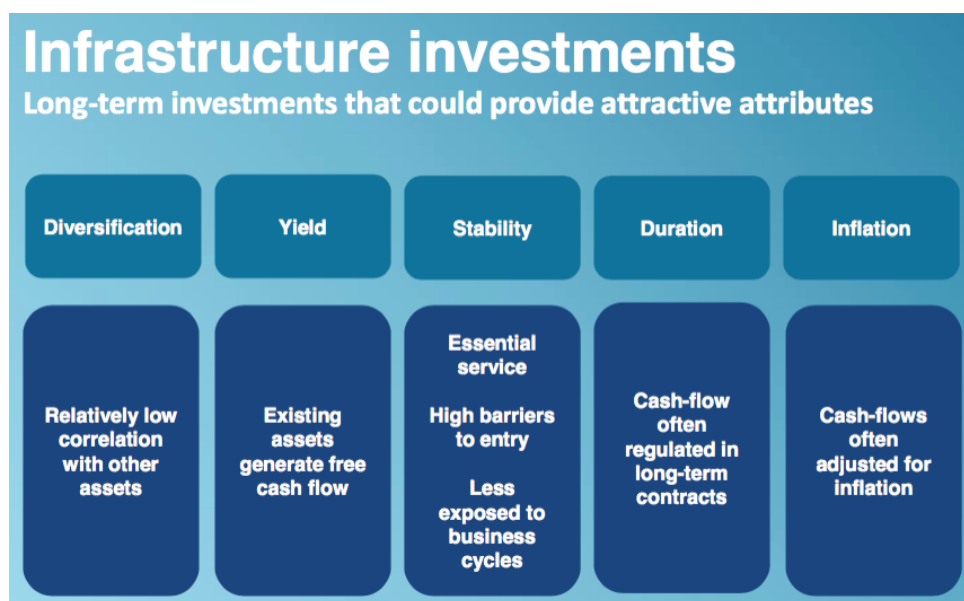 Infrastructure investments
Long-term investments that could provide attractive attributes
Diversification
Yield
Stability
Duration
Inflation
Relatively low
correlation
with other
assets
Existing
assets
generate free
cash flow
Essential
service
High barriers
to entry
Less
exposed to
business
cycles
Cash-flow
often
regulated in
long-term
contracts
Cash-flows
often
adjusted for
inflation